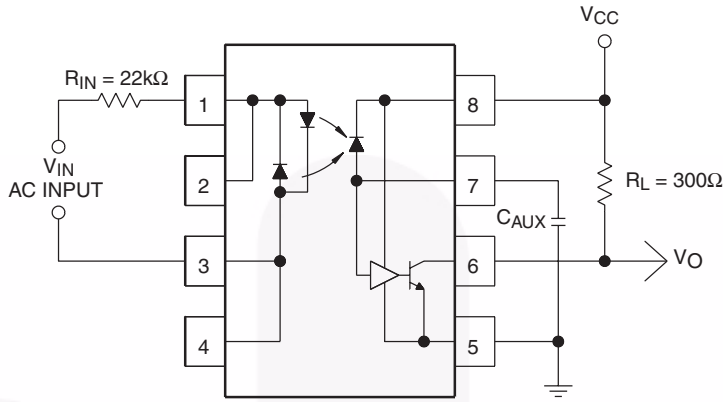 VCC
RIN = 22kΩ
1
8
VIN
AC INPUT
2
7
RL = 300Ω
CAUX
3
6
VO
4
5